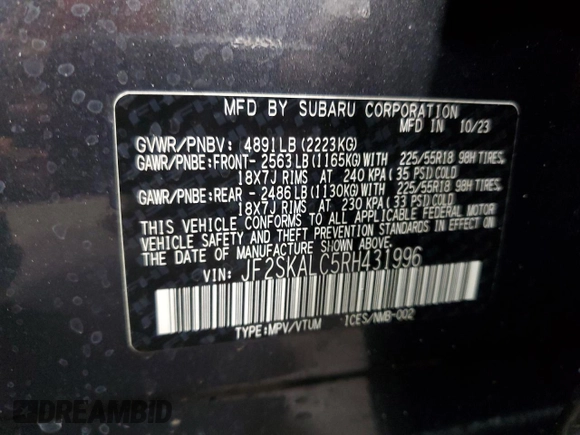 MFD BY SUBARU CORPORATION
MFD IN 10/23
GVWR/PNBV: 4891LB(2223KG)
GAWR/PNBE:FRONT- 2563LB(1165KG)WITH 225/55R18 98H TIRES,
18X7J RIMS AT 240 KPA(35 PSI)COLD
GAWR/PNBE:REAR - 2486LB(1130KG)WITH 225/55R18 98H TIRES,
18X7J RIMS AT 230 KPA(33 PSI)COLD
THIS VEHICLE CONFORMS TO ALL APPLICABLE FEDERAL MOTOR
VEHICLE SAFETY AND THEFT PREVENTION STANDARDS IN EFFECT ON
THE DATE OF MANUFACTURE SHOWN ABOVE.
VIN: JF2SKALC5RH431996
TYPE:MPV/VTUM ICES/NMB-002
DREAMBID